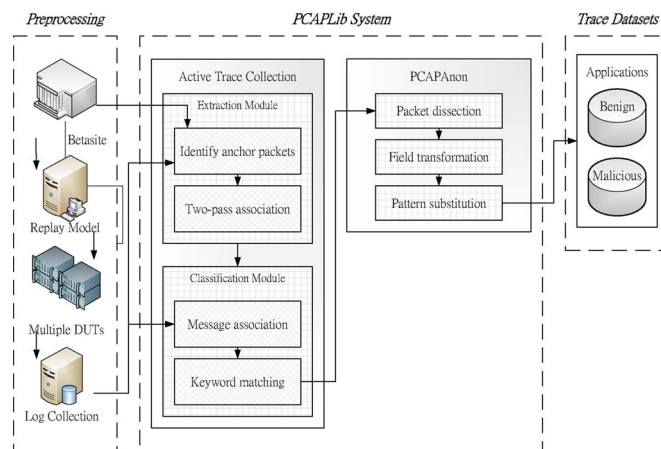 Preprocessing
PCAPLib System
Trace Datasets
Betasite
Replay Model
Multiple DUTs
Log Collection
Active Trace Collection
Extraction Module
Identify anchor packets
Two-pass association
Classification Module
Message association
Keyword matching
PCAPAnon
Packet dissection
Field transformation
Pattern substitution
Applications
Benign
Malicious